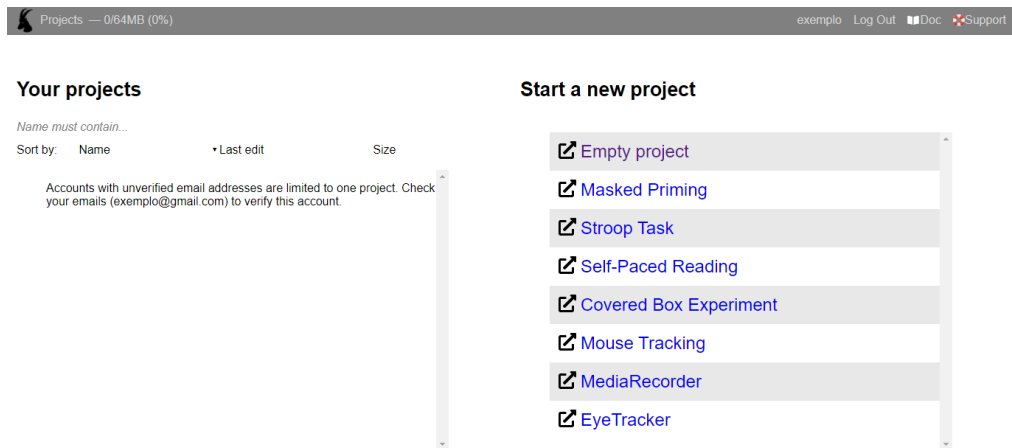 Projects — 0/64MB (0%)
exemplo Log Out Doc Support
Your projects
Name must contain...
Sort by: Name ▾ Last edit Size
Accounts with unverified email addresses are limited to one project. Check
your emails (exemplo@gmail.com) to verify this account.
Start a new project
Empty project
Masked Priming
Stroop Task
Self-Paced Reading
Covered Box Experiment
Mouse Tracking
MediaRecorder
EyeTracker